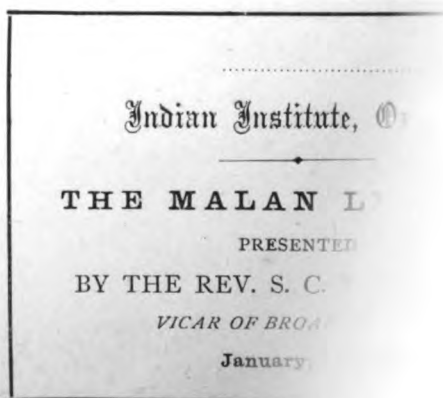 Indian Institute,
THE MALAN
PRESENTED
BY THE REV. S. C.
VICAR OF
January,